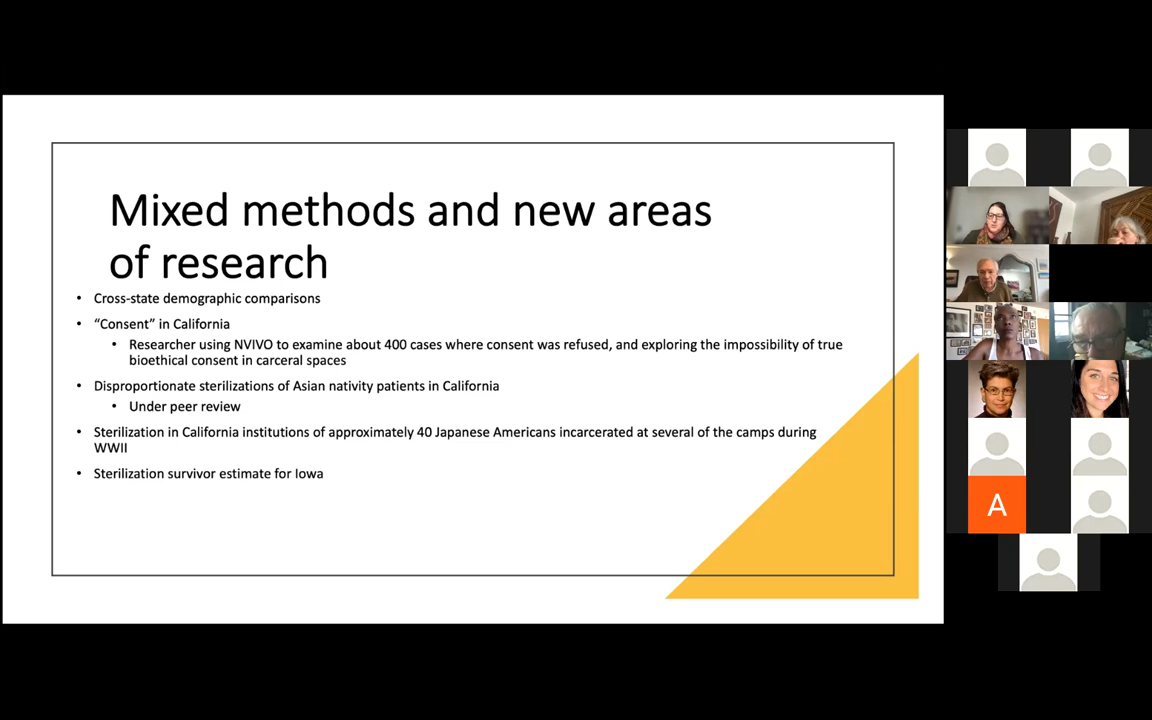 Mixed methods and new areas
of research
• Cross-state demographic comparisons
• “Consent” in California
• Researcher using NVIVO to examine about 400 cases where consent was refused, and exploring the impossibility of true
bioethical consent in carceral spaces
• Disproportionate sterilizations of Asian nativity patients in California
• Under peer review
• Sterilization in California institutions of approximately 40 Japanese Americans incarcerated at several of the camps during
WWII
• Sterilization survivor estimate for Iowa
A